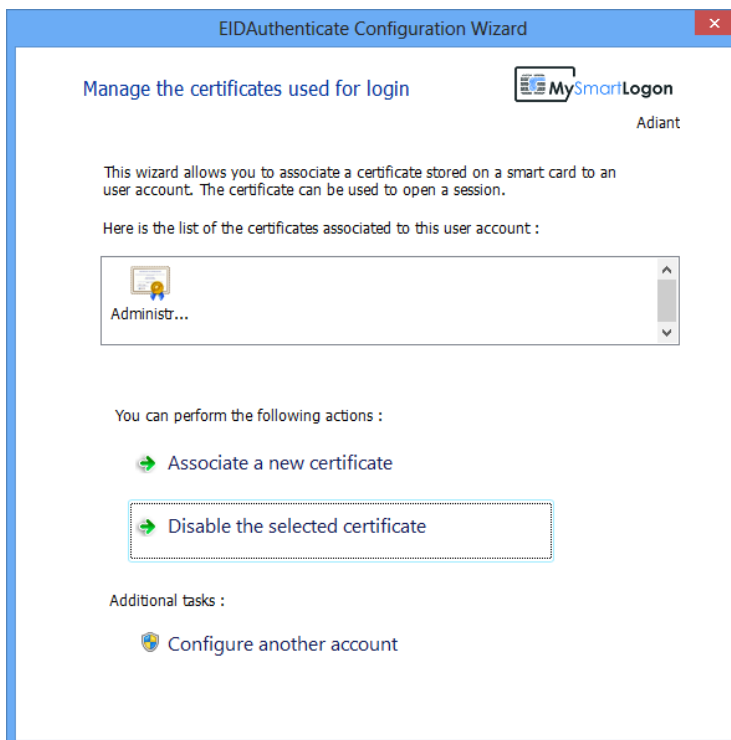 EIDAuthenticate Configuration Wizard
Manage the certificates used for login
MySmartLogon
Adiant
This wizard allows you to associate a certificate stored on a smart card to an
user account. The certificate can be used to open a session.
Here is the list of the certificates associated to this user account :
Administr...
You can perform the following actions :
Associate a new certificate
Disable the selected certificate
Additional tasks :
Configure another account